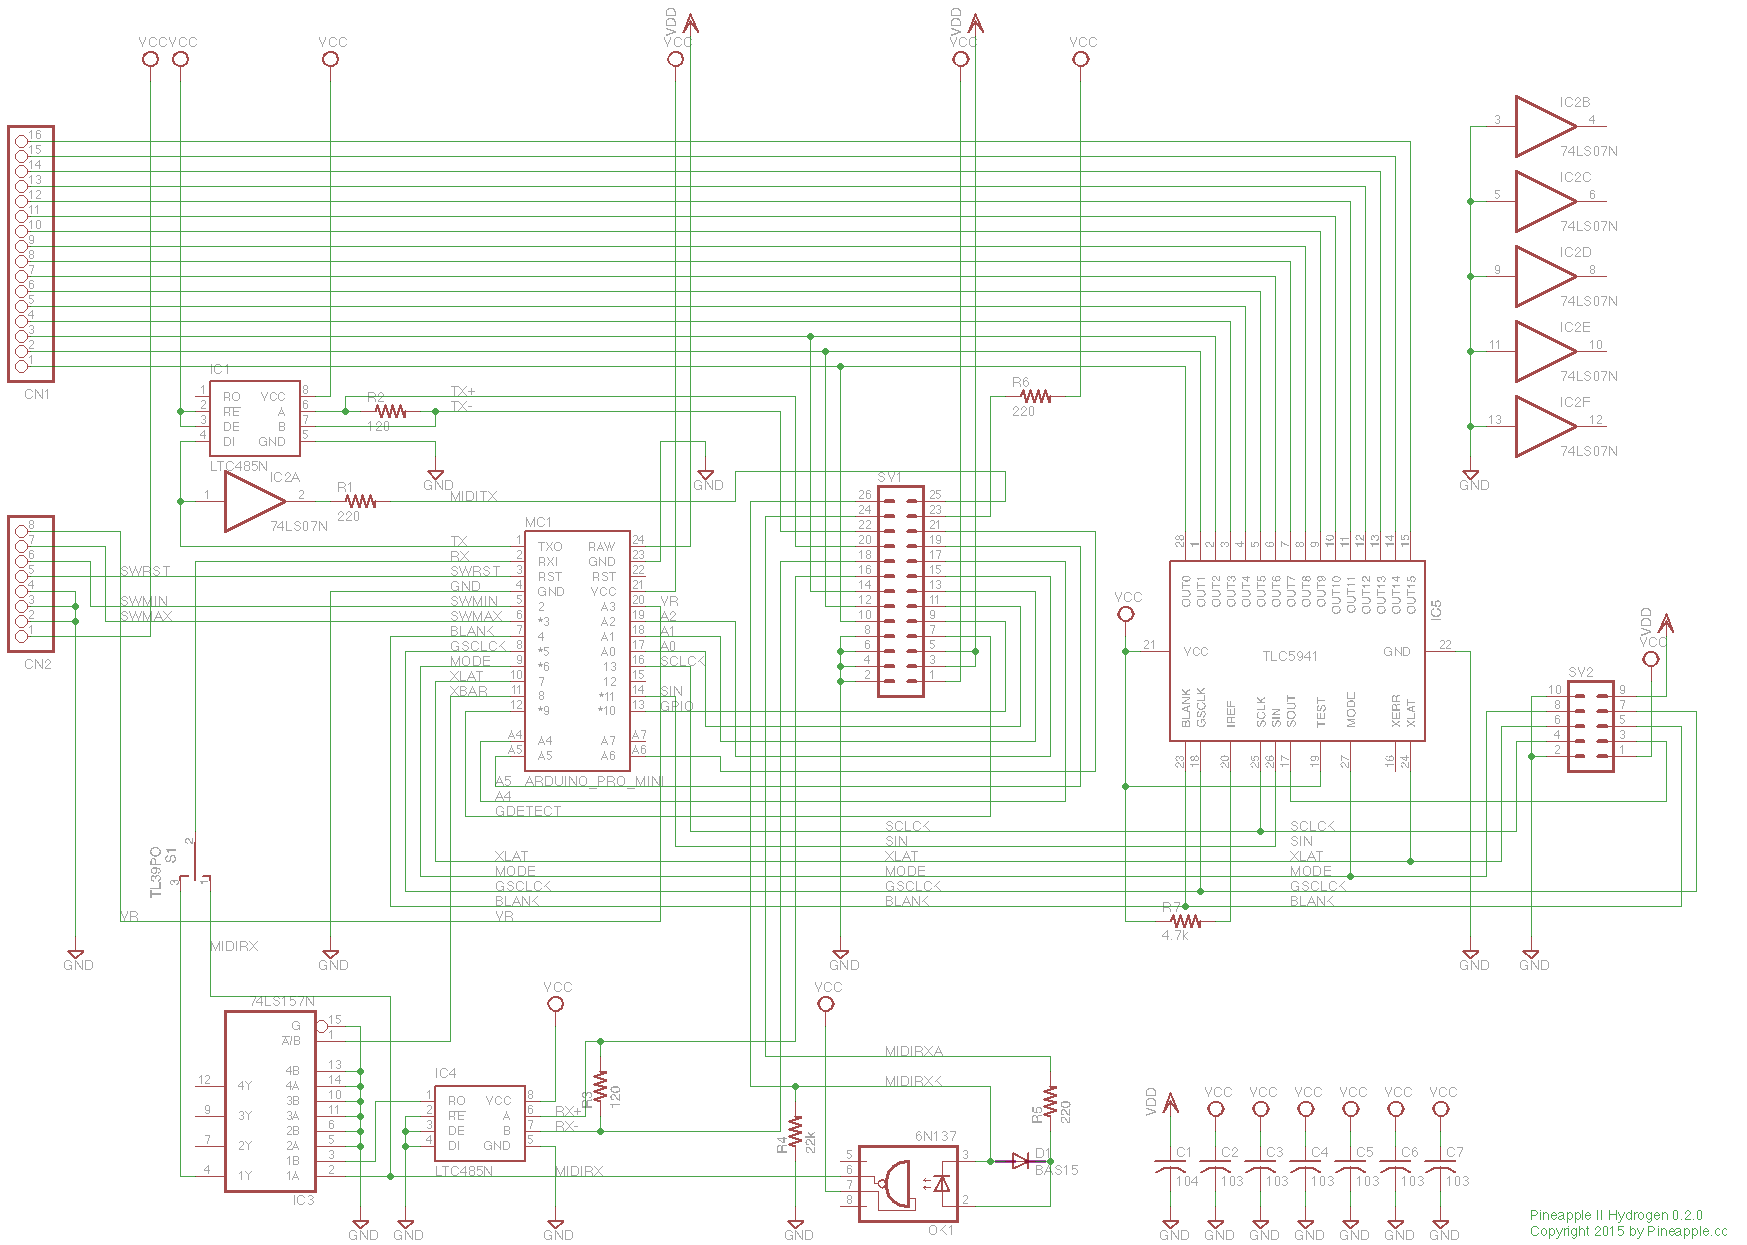 VDD
VDD
VCC VCC
VCC
VCC
VCC
VCC
IC2B
3
4
74LS07N
IC2C
5
6
74LS07N
IC2D
9
8
74LS07N
IC2E
11
10
74LS07N
IC2F
13
12
74LS07N
GND
16
15
14
13
12
11
10
9
8
7
6
5
4
3
2
1
CN1
IC1
1 RO VCC 8
2 RE A 6
3 DE B 7
4 DI GND 5
LTC485N
R2
120
TX+
TX-
GND
IC2A
1
2
74LS07N
R1
220
MIDITX
GND
R6
220
8
7
6
5
4
3
2
1
CN2
SWRST
SWMIN
SWMAX
MC1
TX 1 TXO RAW 24
RX 2 RXI GND 23
SWRST 3 RST RST 22
GND 4 GND VCC 21
SWMIN 5 2 A3 20 VR
SWMAX 6 *3 A2 19 A2
BLANK 7 4 A1 18 A1
GSCLK 8 *5 A0 17 A0
MODE 9 *6 13 16 SCLCK
XLAT 10 7 12 15
XBAR 11 8 *11 14 SIN
12 *9 *10 13 GPIO
A4 A4 A7 A7
A5 A5 A6 A6
A5 ARDUINO_PRO_MINI
A4
GDETECT
SV1
26 25
24 23
22 21
20 19
18 17
16 15
14 13
12 11
10 9
8 7
6 5
4 3
2 1
28 1 2 3 4 5 6 7 8 9 10 11 12 13 14 15
OUT0 OUT1 OUT2 OUT3 OUT4 OUT5 OUT6 OUT7 OUT8 OUT9 OUT10 OUT11 OUT12 OUT13 OUT14 OUT15
IC5
VCC
21 VCC TLC5941 GND 22
BLANK GSCLK IREF SCLK SIN SOUT TEST MODE XERR XLAT
23 18 20 25 26 17 19 27 16 24
VDD
VCC
SV2
10 9
8 7
6 5
4 3
2 1
SCLCK SCLCK
SIN SIN
XLAT XLAT XLAT
MODE MODE MODE
GSCLCK GSCLCK GSCLCK
BLANK BLANK BLANK
VR VR
R7
4.7k
TL39PO
S1
2
3
1
MIDIRX
GND
GND
GND
GND
GND
74LS157N
G 15
A/B 1
4B 13
12 4Y 4A 14
3B 10
9 3Y 3A 11
2B 6
7 2Y 2A 5
1B 3
4 1Y 1A 2
IC3
GND
VCC
IC4
1 RO VCC 8
2 RE A 6
3 DE B 7
4 DI GND 5
LTC485N
RX+
RX-
R3
120
MIDIRX
GND
GND
VCC
MIDIRXA
MIDIRXK
R4
22k
GND
6N137
5
6
7
8
3
2
OK1
R5
220
D1
BAS15
VDD
VCC
VCC
VCC
VCC
VCC
VCC
C1
104
C2
103
C3
103
C4
103
C5
103
C6
103
C7
103
GND
GND
GND
GND
GND
GND
GND
Pineapple II Hydrogen 0.2.0
Copyright 2015 by Pineapple.cc